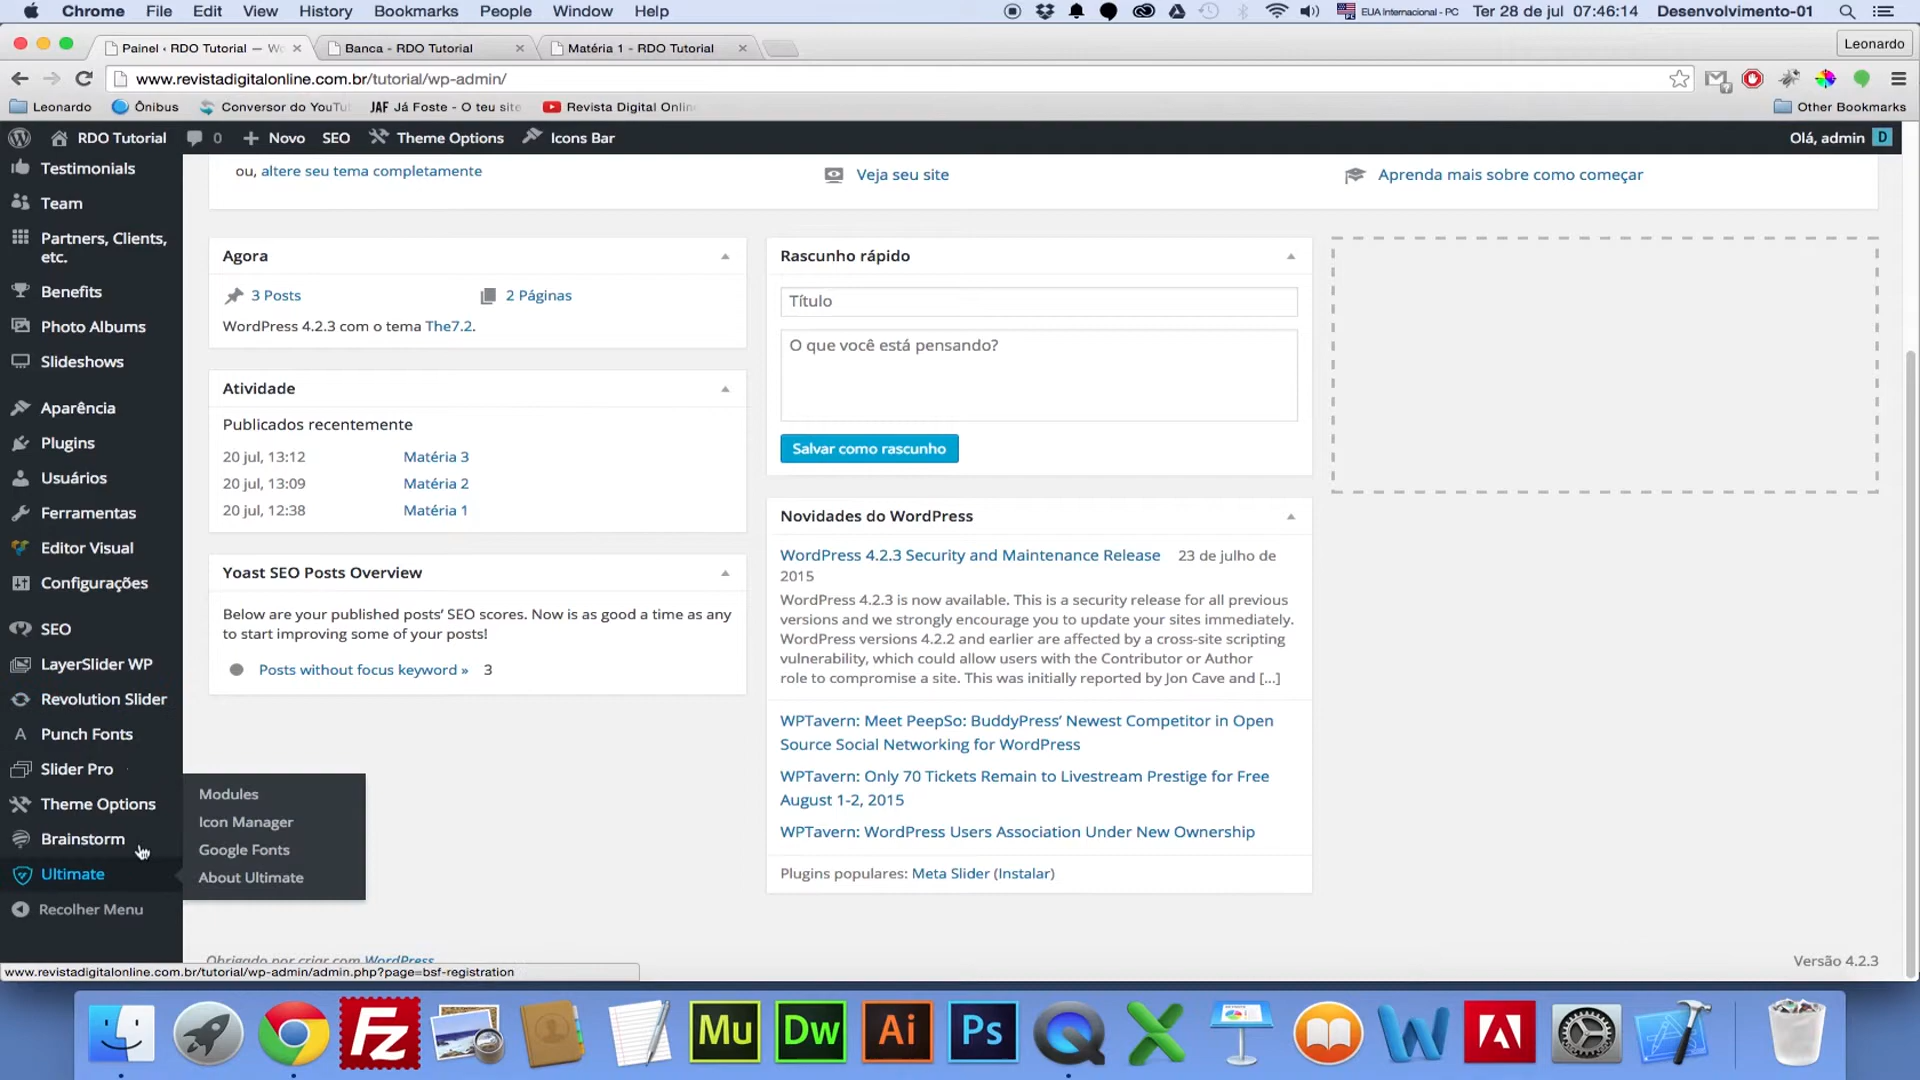 Chrome File Edit View History Bookmarks People Window Help
EUA Internacional - PC Ter 28 de jul 07:46:14 Desenvolvimento-01
Painel ‹ RDO Tutorial — Wo
Banca - RDO Tutorial
Matéria 1 - RDO Tutorial
Leonardo
www.revistadigitalonline.com.br/tutorial/wp-admin/
Leonardo Ônibus Conversor do YouTu JAF Já Foste - O teu site Revista Digital Onlin Other Bookmarks
RDO Tutorial 0 + Novo SEO Theme Options Icons Bar Olá, admin D
Testimonials
Team
Partners, Clients,
etc.
Benefits
Photo Albums
Slideshows
Aparência
Plugins
Usuários
Ferramentas
Editor Visual
Configurações
SEO
LayerSlider WP
Revolution Slider
Punch Fonts
Slider Pro
Theme Options
Brainstorm
Ultimate
Recolher Menu
Modules
Icon Manager
Google Fonts
About Ultimate
ou, altere seu tema completamente
Veja seu site
Aprenda mais sobre como começar
Agora
3 Posts
2 Páginas
WordPress 4.2.3 com o tema The7.2.
Atividade
Publicados recentemente
20 jul, 13:12 Matéria 3
20 jul, 13:09 Matéria 2
20 jul, 12:38 Matéria 1
Yoast SEO Posts Overview
Below are your published posts’ SEO scores. Now is as good a time as any
to start improving some of your posts!
Posts without focus keyword » 3
Rascunho rápido
Título
O que você está pensando?
Salvar como rascunho
Novidades do WordPress
WordPress 4.2.3 Security and Maintenance Release 23 de julho de
2015
WordPress 4.2.3 is now available. This is a security release for all previous
versions and we strongly encourage you to update your sites immediately.
WordPress versions 4.2.2 and earlier are affected by a cross-site scripting
vulnerability, which could allow users with the Contributor or Author
role to compromise a site. This was initially reported by Jon Cave and [...]
WPTavern: Meet PeepSo: BuddyPress’ Newest Competitor in Open
Source Social Networking for WordPress
WPTavern: Only 70 Tickets Remain to Livestream Prestige for Free
August 1-2, 2015
WPTavern: WordPress Users Association Under New Ownership
Plugins populares: Meta Slider (Instalar)
Obrigado por criar com WordPress.
Versão 4.2.3
www.revistadigitalonline.com.br/tutorial/wp-admin/admin.php?page=bsf-registration
Fz Mu Dw Ai Ps W